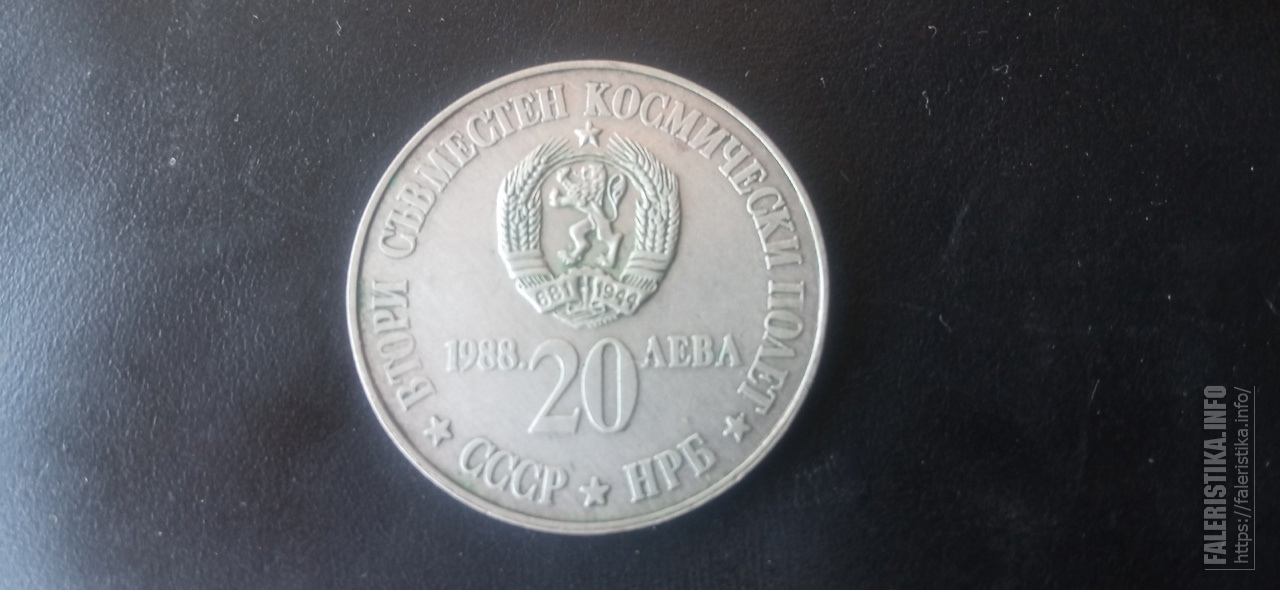 ВТОРИ СЪВМЕСТЕН КОСМИЧЕСКИ ПОЛЕТ
681 1944
1988. 20 ЛЕВА
★ СССР ★ НРБ ★
FALERISTIKA.INFO
https://faleristika.info/